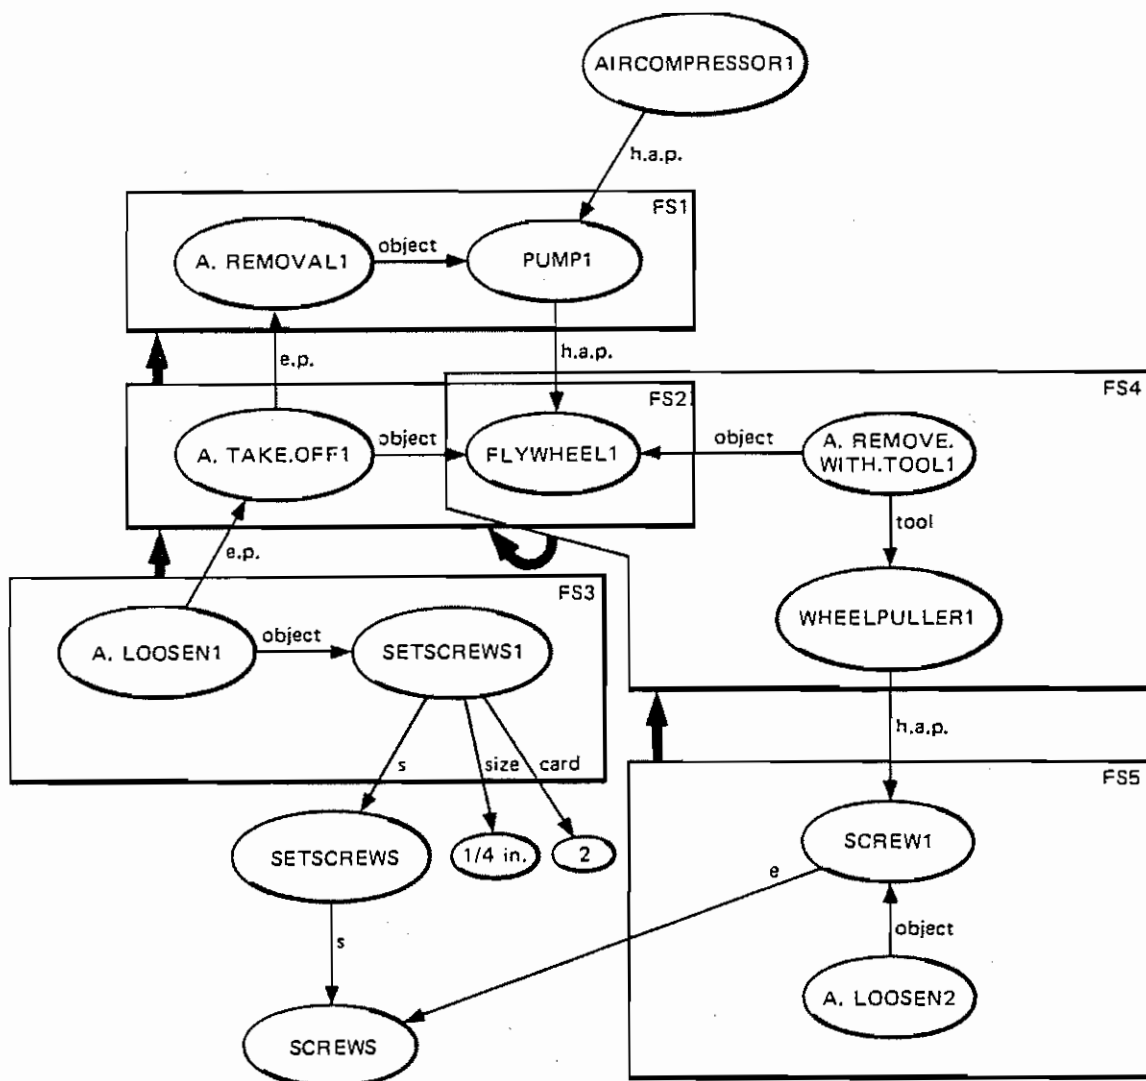 AIRCOMPRESSOR1
h.a.p.
FS1
A. REMOVAL1
object
PUMP1
e.p.
h.a.p.
FS2
FS4
A. TAKE.OFF1
object
FLYWHEEL1
object
A. REMOVE.
WITH.TOOL1
e.p.
tool
FS3
A. LOOSEN1
object
SETSCREWS1
WHEELPULLER1
h.a.p.
s
size
card
FS5
SETSCREWS
1/4 in.
2
SCREW1
e
s
object
A. LOOSEN2
SCREWS